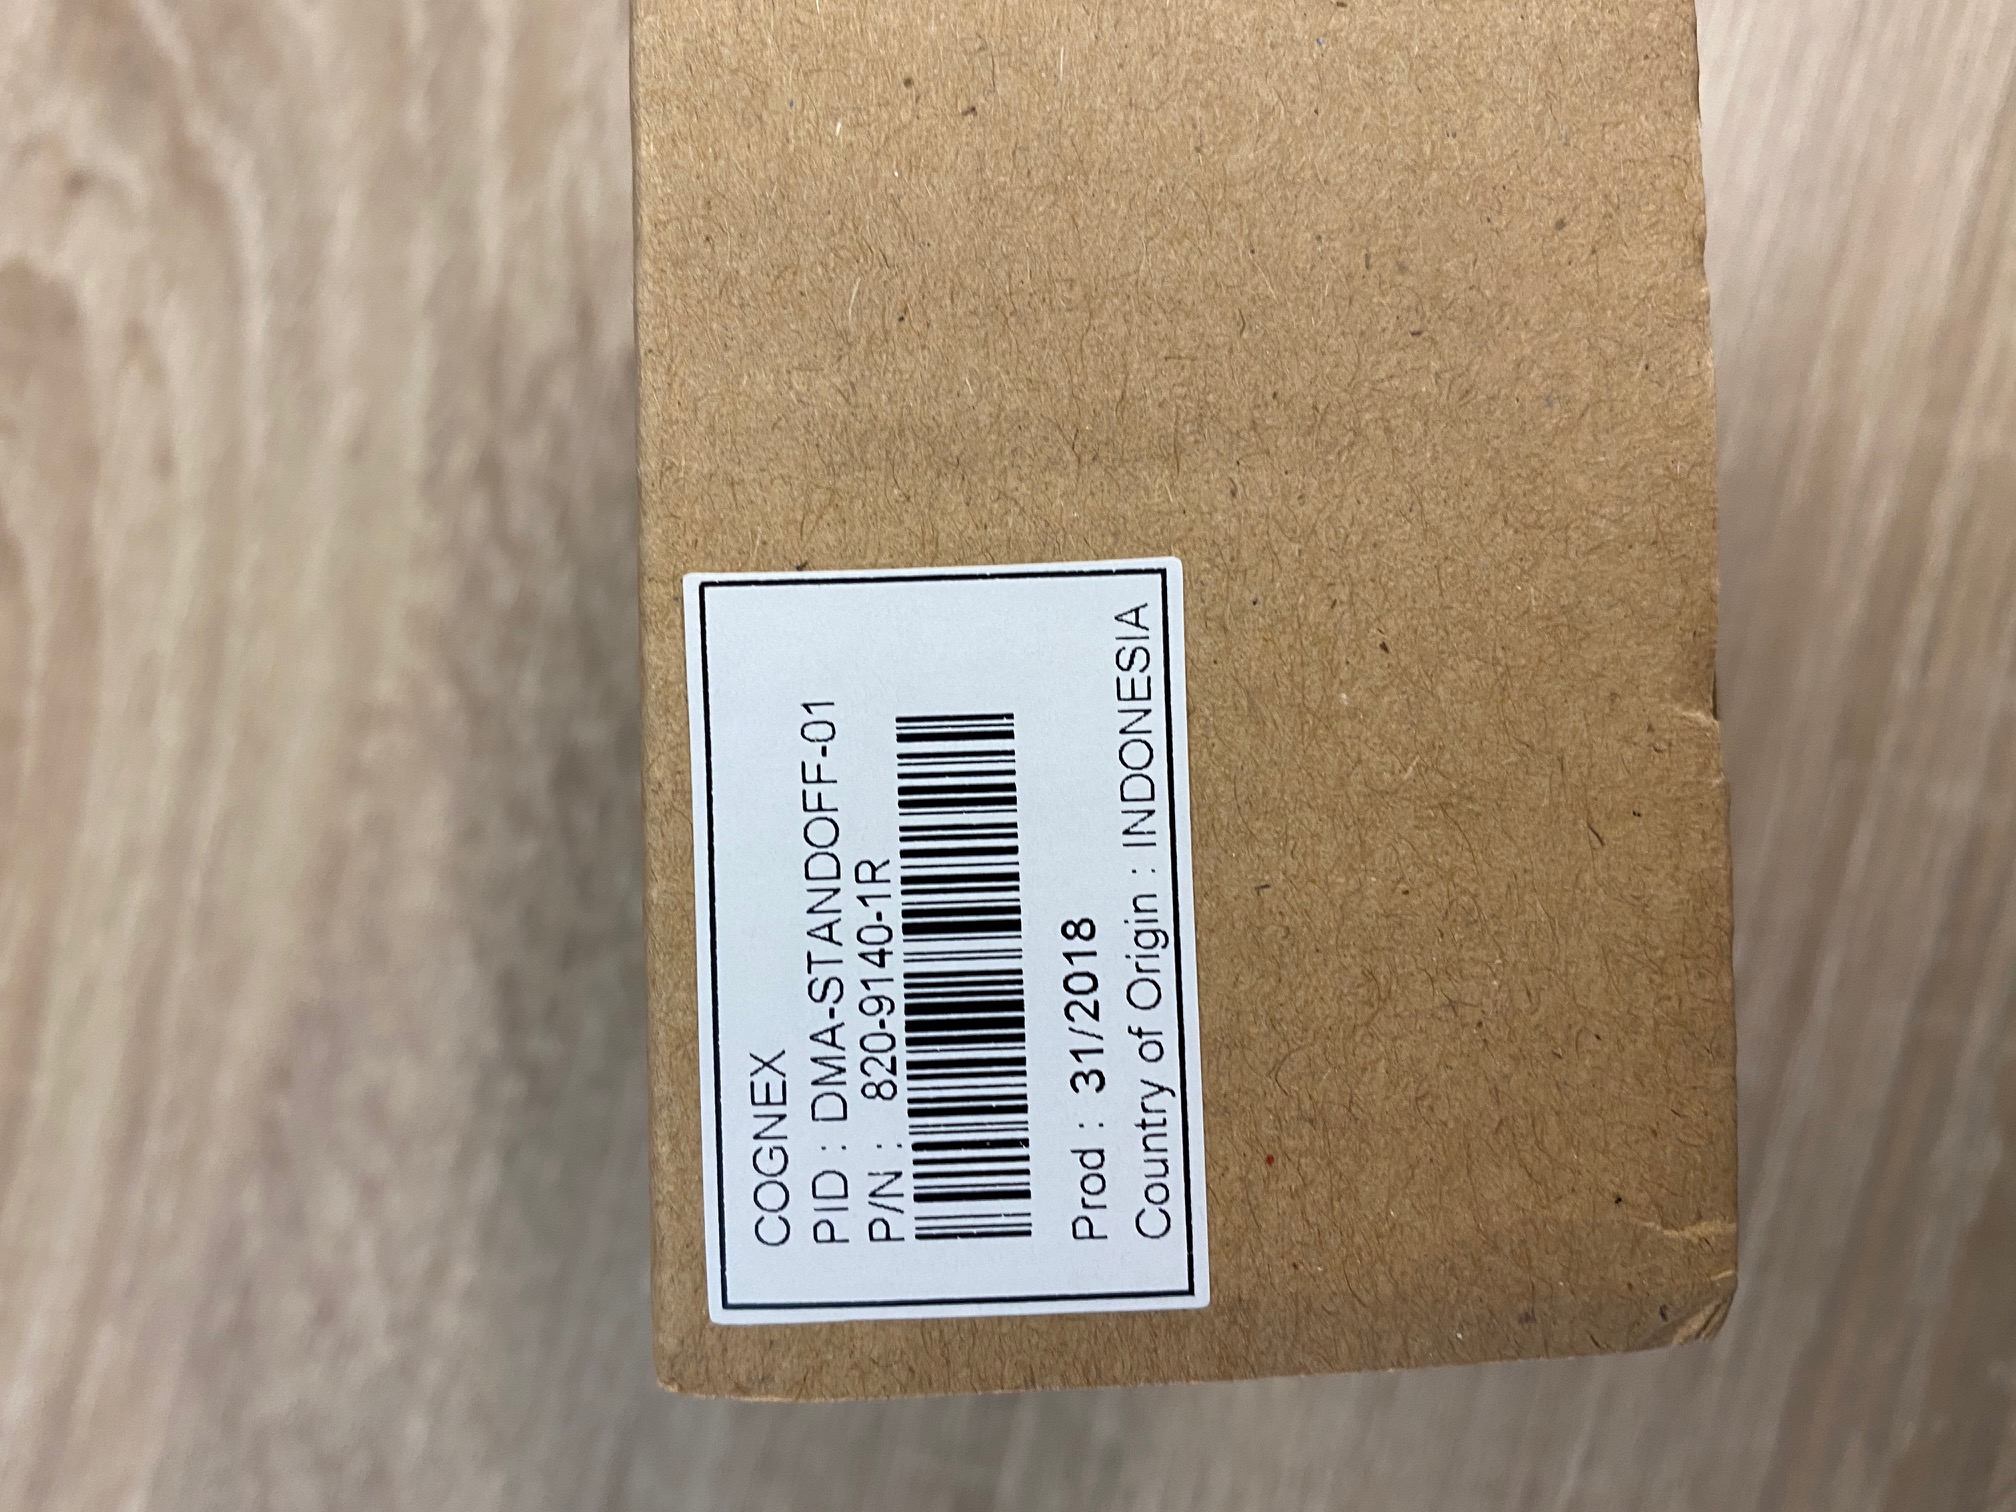 COGNEX
PID : DMA-STANDOFF-01
P/N : 820-9140-1R
Prod : 31/2018
Country of Origin : INDONESIA